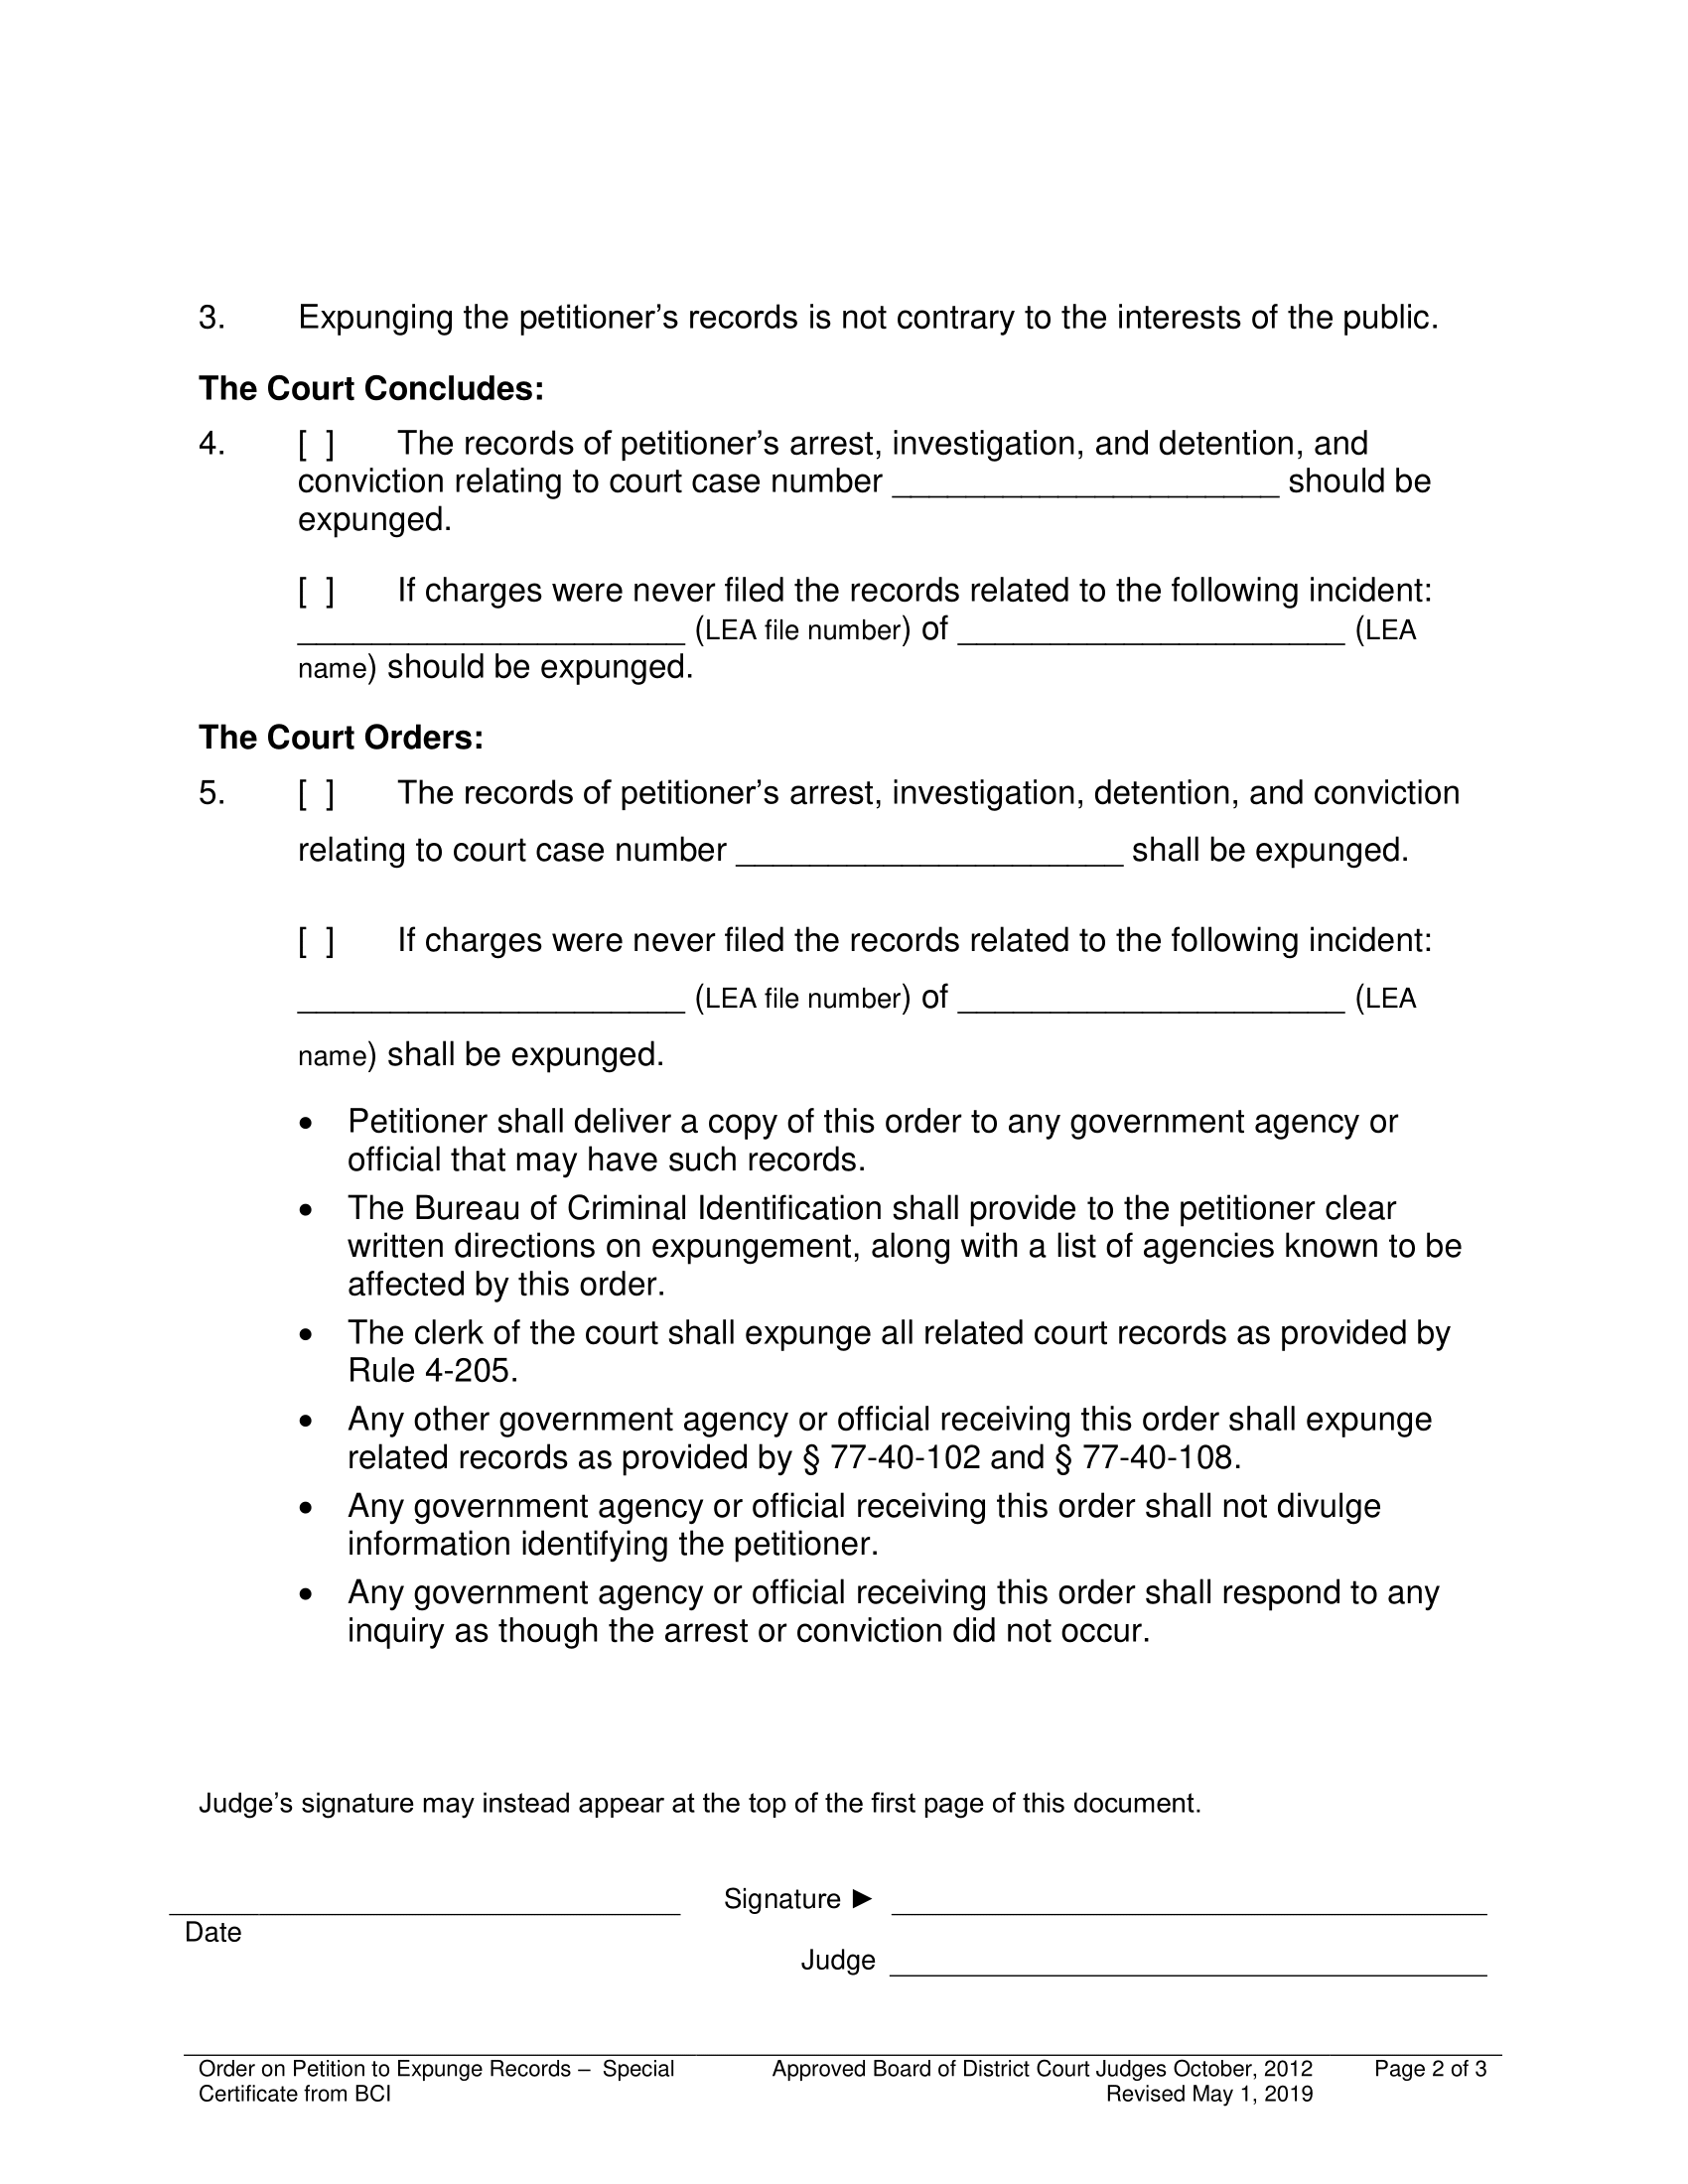 3. Expunging the petitioner’s records is not contrary to the interests of the public.
The Court Concludes:
4. [ ] The records of petitioner’s arrest, investigation, and detention, and
conviction relating to court case number _____________________ should be
expunged.
[ ] If charges were never filed the records related to the following incident:
_____________________ (LEA file number) of _____________________ (LEA
name) should be expunged.
The Court Orders:
5. [ ] The records of petitioner’s arrest, investigation, detention, and conviction
relating to court case number _____________________ shall be expunged.
[ ] If charges were never filed the records related to the following incident:
_____________________ (LEA file number) of _____________________ (LEA
name) shall be expunged.
• Petitioner shall deliver a copy of this order to any government agency or
official that may have such records.
• The Bureau of Criminal Identification shall provide to the petitioner clear
written directions on expungement, along with a list of agencies known to be
affected by this order.
• The clerk of the court shall expunge all related court records as provided by
Rule 4-205.
• Any other government agency or official receiving this order shall expunge
related records as provided by § 77-40-102 and § 77-40-108.
• Any government agency or official receiving this order shall not divulge
information identifying the petitioner.
• Any government agency or official receiving this order shall respond to any
inquiry as though the arrest or conviction did not occur.
Judge’s signature may instead appear at the top of the first page of this document.
Signature ►
Date
Judge
Order on Petition to Expunge Records – Special Approved Board of District Court Judges October, 2012 Page 2 of 3
Certificate from BCI Revised May 1, 2019